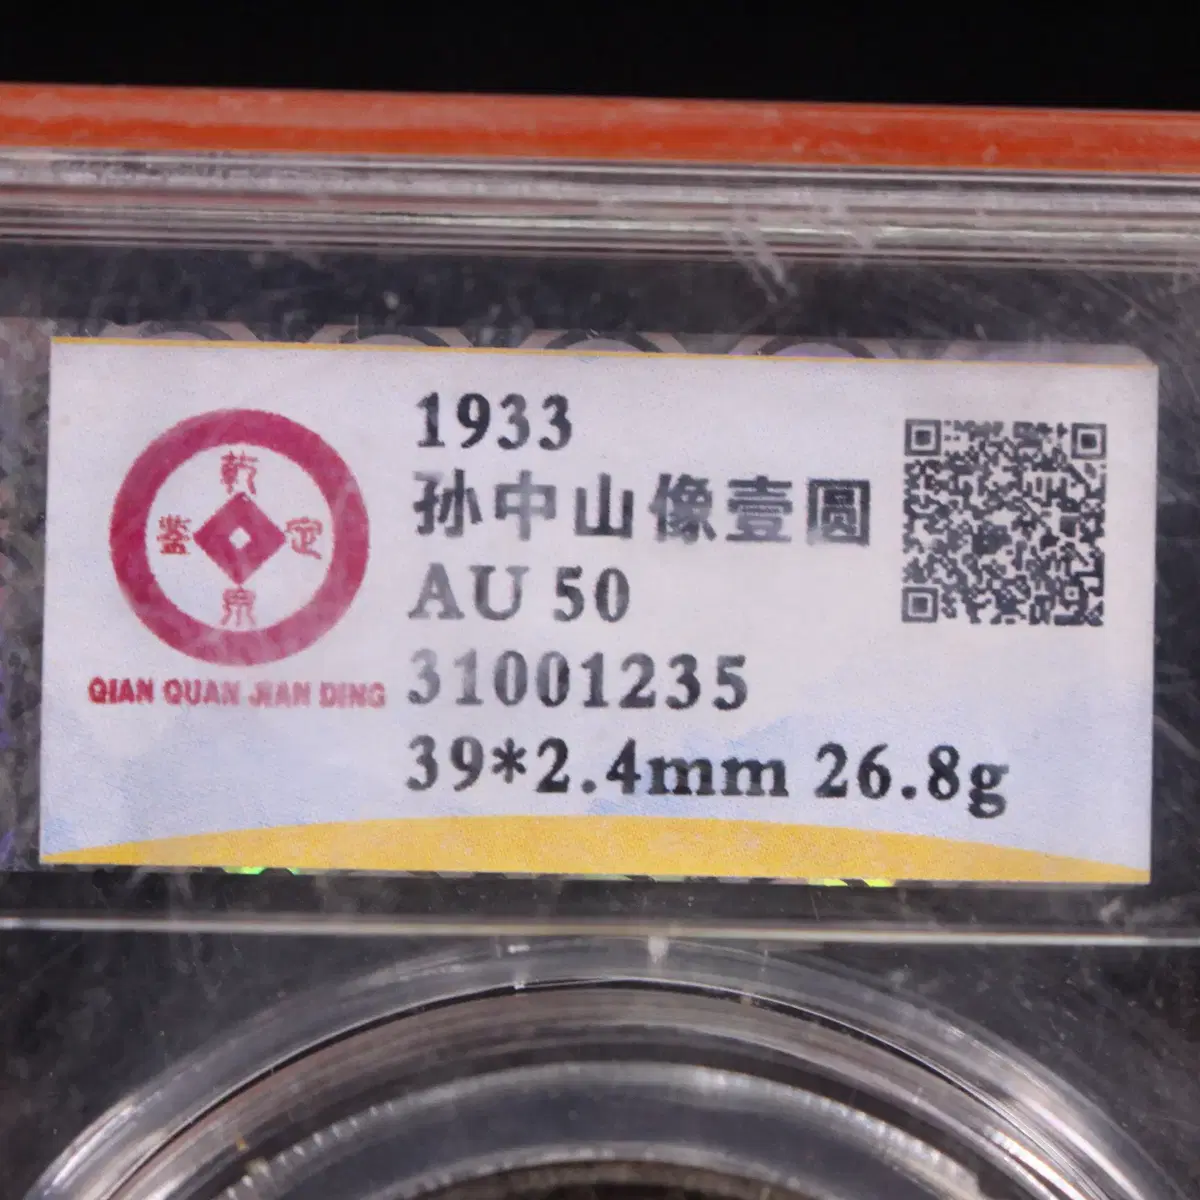 1933
孙中山像壹圆
AU 50
31001235
39*2.4mm 26.8g
乾
鉴 定
泉
QIAN QUAN JIAN DING